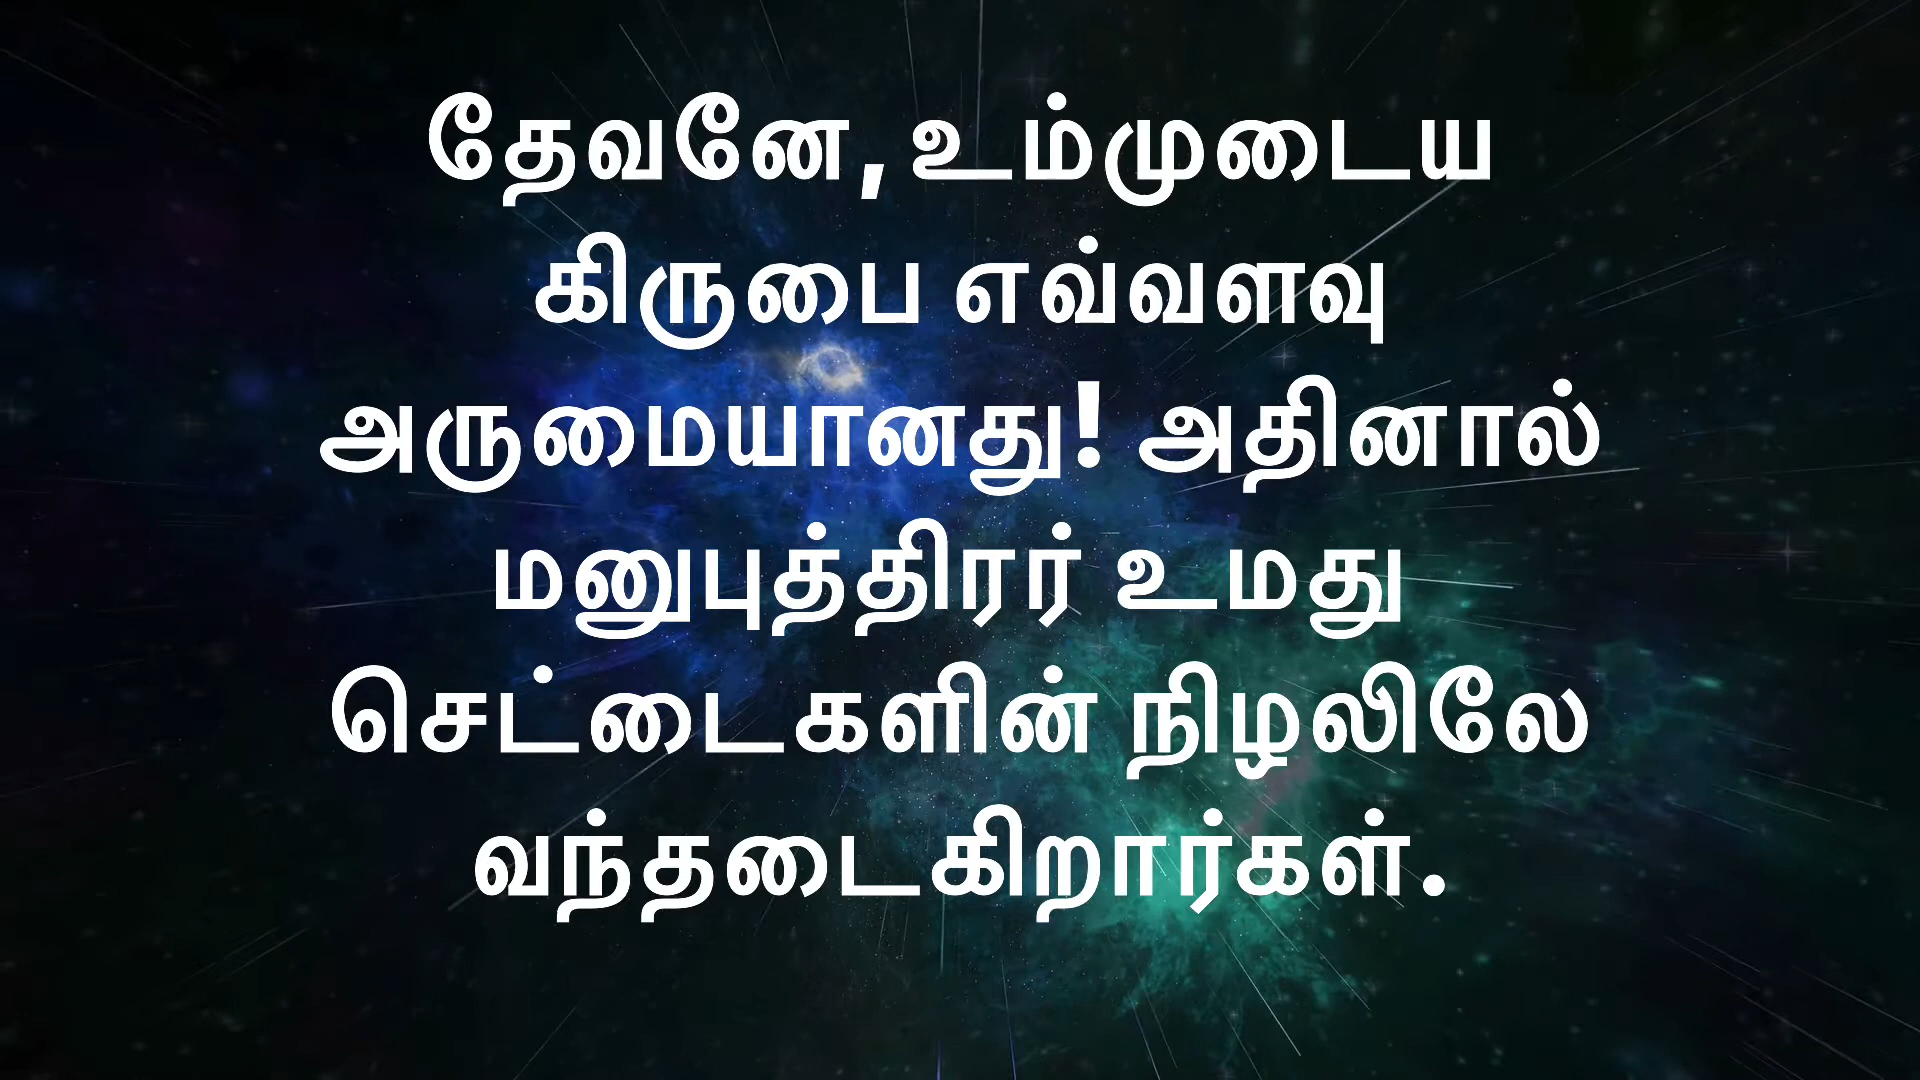 தேவனே, உம்முடைய
கிருபை எவ்வளவு
அருமையானது! அதினால்
மனுபுத்திரர் உமது
செட்டைகளின் நிழலிலே
வந்தடைகிறார்கள்.